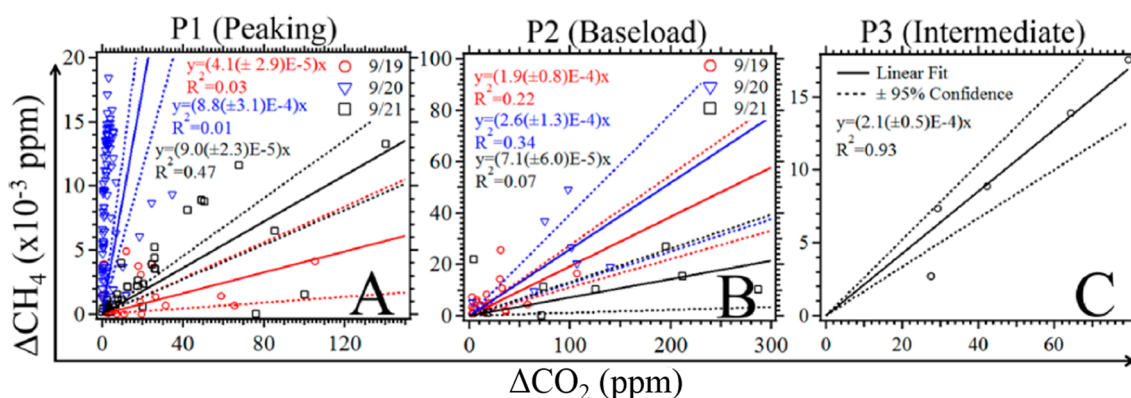 P1 (Peaking)
P2 (Baseload)
P3 (Intermediate)
ΔCH₄ (x10⁻³ ppm)
20
15
10
5
0
0
40
80
120
y=(4.1(± 2.9)E-5)x
R²=0.03
y=(8.8(±3.1)E-4)x
R²=0.01
y=(9.0(±2.3)E-5)x
R²=0.47
9/19
9/20
9/21
A
100
80
60
40
20
0
0
100
200
300
y=(1.9(±0.8)E-4)x
R²=0.22
y=(2.6(±1.3)E-4)x
R²=0.34
y=(7.1(±6.0)E-5)x
R²=0.07
9/19
9/20
9/21
B
15
10
5
0
0
20
40
60
Linear Fit
± 95% Confidence
y=(2.1(±0.5)E-4)x
R²=0.93
C
ΔCO₂ (ppm)